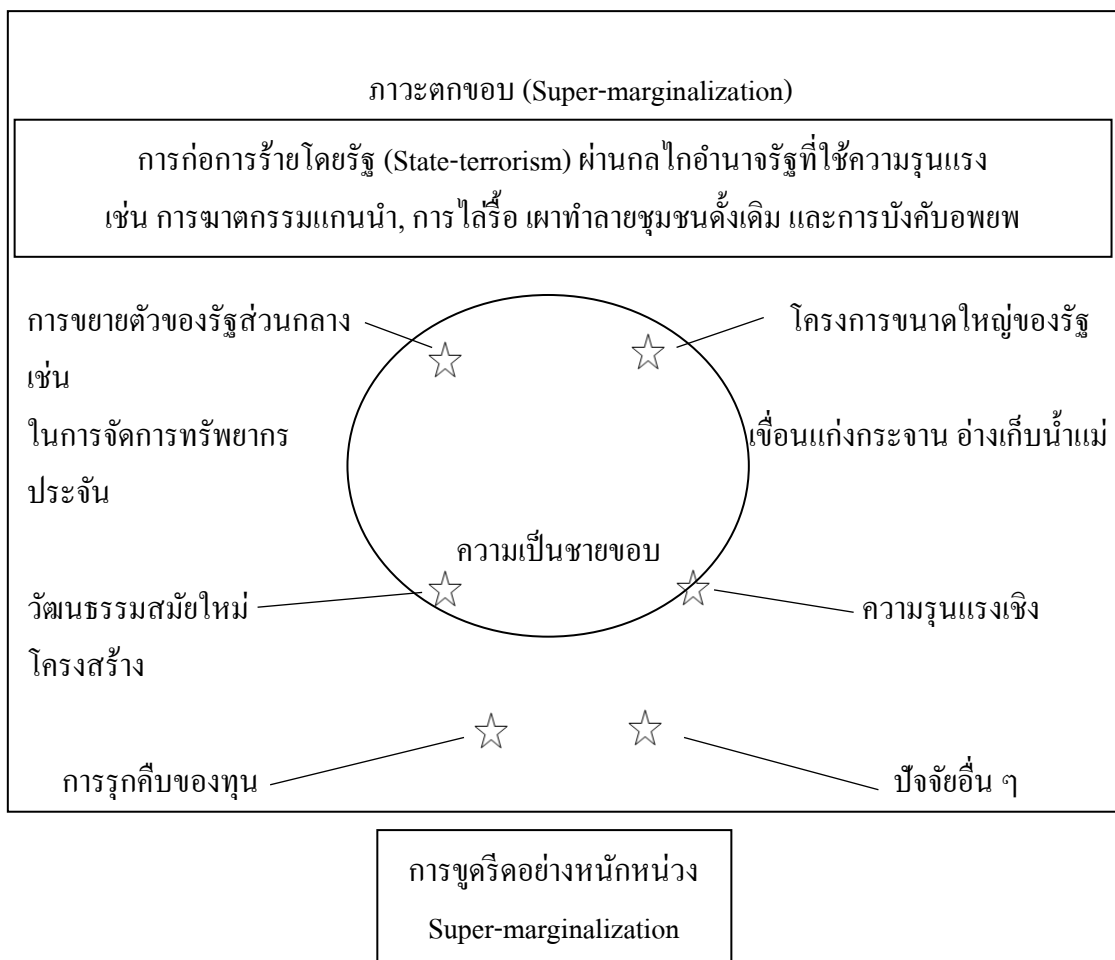 ภาวะตกขอบ (Super-marginalization)
การก่อการร้ายโดยรัฐ (State-terrorism) ผ่านกลไกอำนาจรัฐที่ใช้ความรุนแรง
เช่น การฆาตกรรมแกนนำ, การไล่รื้อ เผาทำลายชุมชนดั้งเดิม และการบังคับอพยพ
การขยายตัวของรัฐส่วนกลาง
โครงการขนาดใหญ่ของรัฐ
เช่น
ในการจัดการทรัพยากร
เขื่อนแก่งกระจาน อ่างเก็บน้ำแม่
ประจัน
ความเป็นชายขอบ
วัฒนธรรมสมัยใหม่
ความรุนแรงเชิง
โครงสร้าง
การรุกคืบของทุน
ปัจจัยอื่น ๆ
การขูดรีดอย่างหนักหน่วง
Super-marginalization